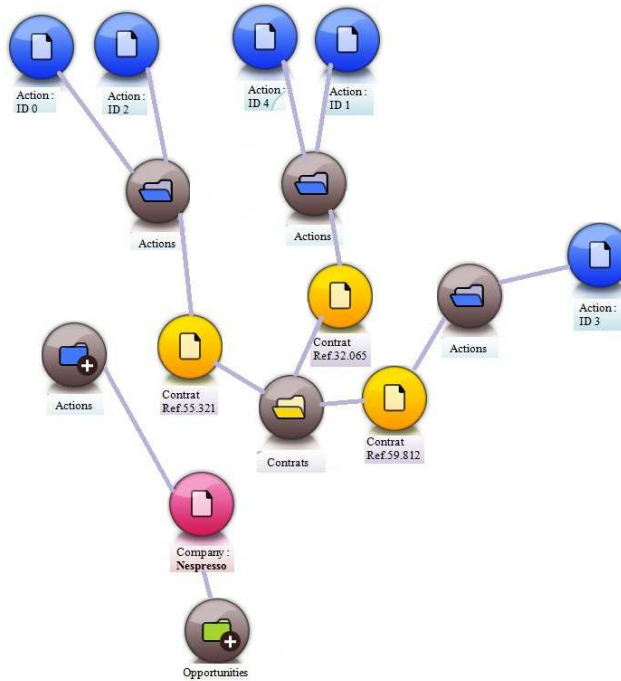 Action :
ID 0
Action :
ID 2
Action :
ID 4
Action :
ID 1
Actions
Actions
Action :
ID 3
Actions
Contrat
Ref.32.065
Contrat
Ref.55.321
Actions
Contrats
Contrat
Ref.59.812
Company :
Nespresso
Opportunities